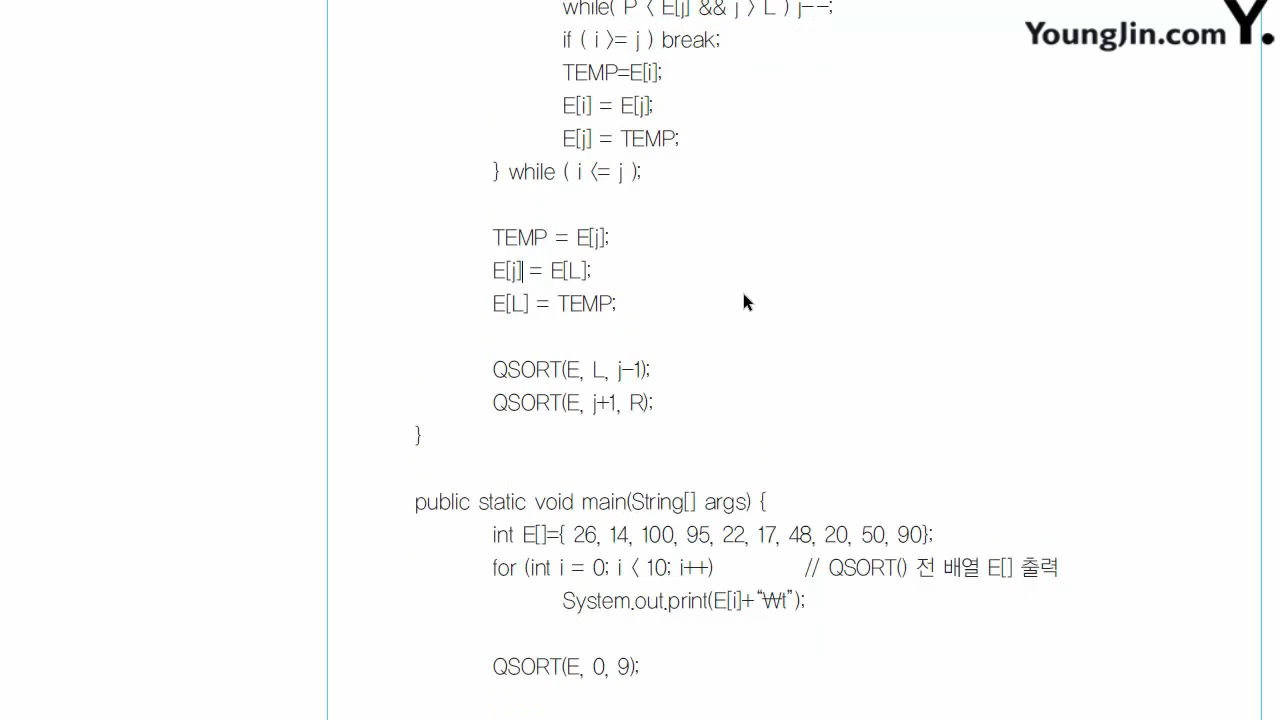 while( P < E[j] && j > L ) j--;
YoungJin.com Y.
if ( i >= j ) break;
TEMP=E[i];
E[i] = E[j];
E[j] = TEMP;
} while ( i <= j );
TEMP = E[j];
E[j] = E[L];
E[L] = TEMP;
QSORT(E, L, j-1);
QSORT(E, j+1, R);
}
public static void main(String[] args) {
int E[]={ 26, 14, 100, 95, 22, 17, 48, 20, 50, 90};
for (int i = 0; i < 10; i++) // QSORT() 전 배열 E[] 출력
System.out.print(E[i]+“₩t”);
QSORT(E, 0, 9);